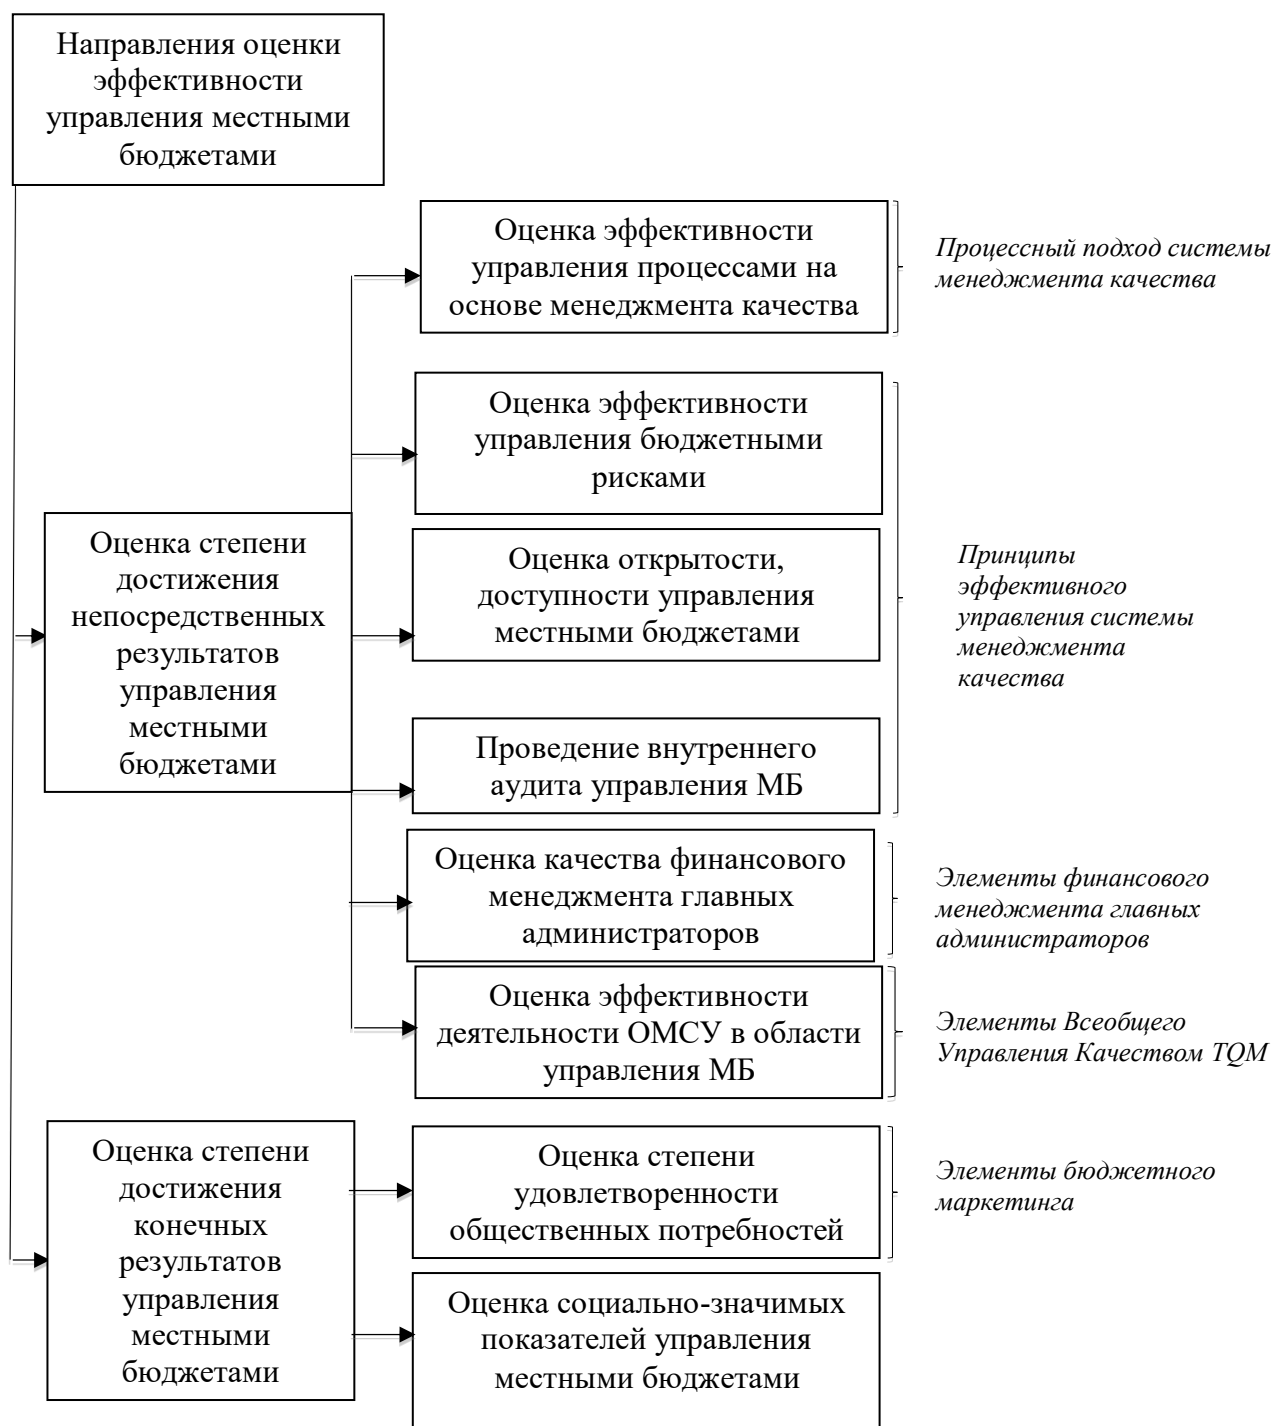 Направления оценки
эффективности
управления местными
бюджетами
Оценка эффективности
управления процессами на
основе менеджмента качества
Процессный подход системы
менеджмента качества
Оценка эффективности
управления бюджетными
рисками
Оценка степени
достижения
непосредственных
результатов
управления
местными
бюджетами
Оценка открытости,
доступности управления
местными бюджетами
Принципы
эффективного
управления системы
менеджмента
качества
Проведение внутреннего
аудита управления МБ
Оценка качества финансового
менеджмента главных
администраторов
Элементы финансового
менеджмента главных
администраторов
Оценка эффективности
деятельности ОМСУ в области
управления МБ
Элементы Всеобщего
Управления Качеством TQM
Оценка степени
достижения
конечных
результатов
управления
местными
бюджетами
Оценка степени
удовлетворенности
общественных потребностей
Элементы бюджетного
маркетинга
Оценка социально-значимых
показателей управления
местными бюджетами